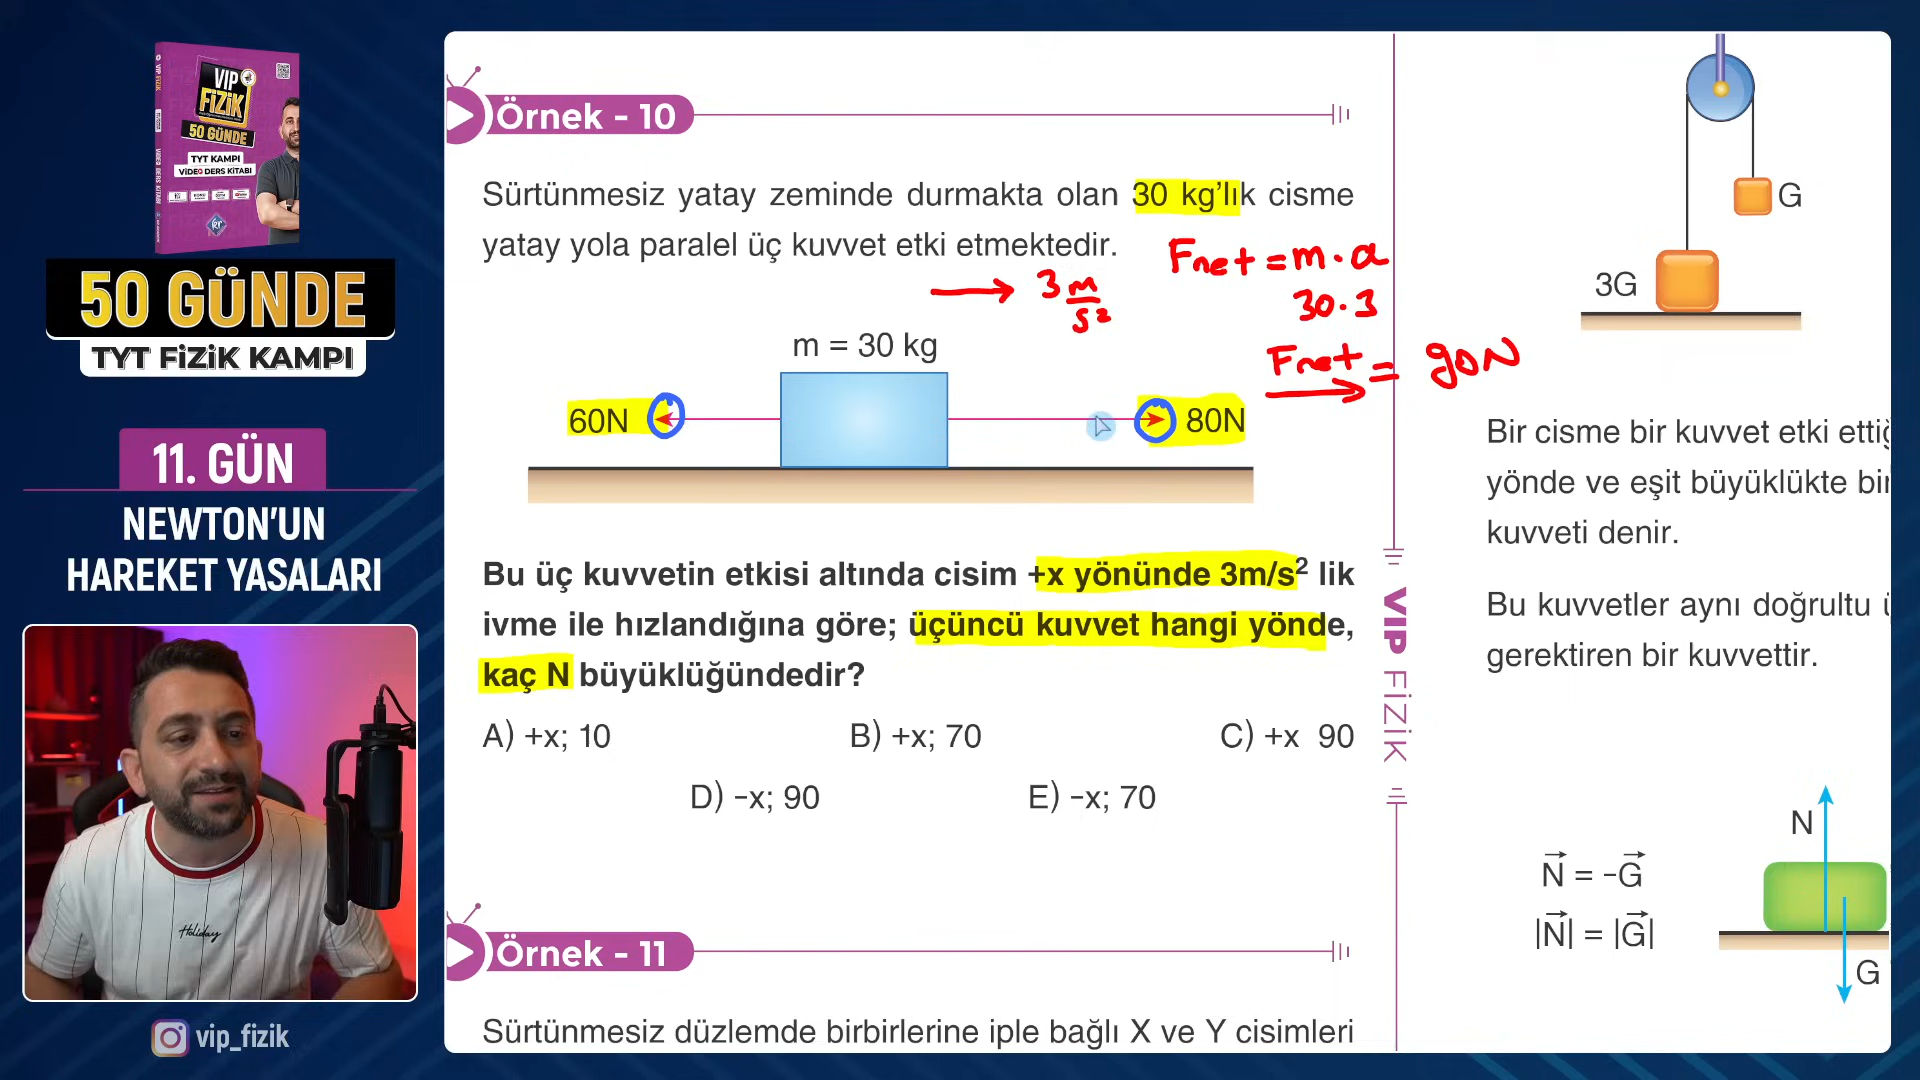 VIP
FİZİK
50 GÜNDE
TYT KAMPI
VİDEO DERS KİTABI
50 GÜNDE
TYT FİZİK KAMPI
11. GÜN
NEWTON'UN
HAREKET YASALARI
Holiday
vip_fizik
Örnek - 10
Sürtünmesiz yatay zeminde durmakta olan 30 kg'lık cisme
yatay yola paralel üç kuvvet etki etmektedir.
3 m/s²
Fnet = m . a
30 . 3
Fnet = 90N
m = 30 kg
60N
80N
Bu üç kuvvetin etkisi altında cisim +x yönünde 3m/s² lik
ivme ile hızlandığına göre; üçüncü kuvvet hangi yönde,
kaç N büyüklüğündedir?
A) +x; 10 B) +x; 70 C) +x 90
D) −x; 90 E) −x; 70
Örnek - 11
Sürtünmesiz düzlemde birbirlerine iple bağlı X ve Y cisimleri
VIP FİZİK
G
3G
Bir cisme bir kuvvet etki ettiğ
yönde ve eşit büyüklükte bir
kuvveti denir.
Bu kuvvetler aynı doğrultu ü
gerektiren bir kuvvettir.
N
N⃗ = −G⃗
|N⃗| = |G⃗|
G